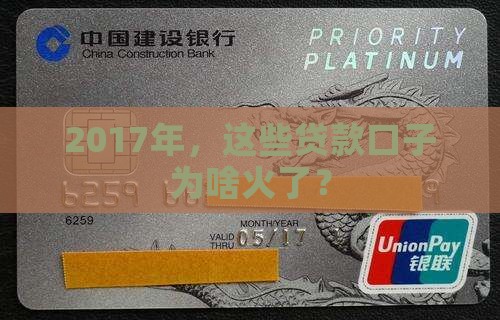 中国建设银行
China Construction Bank
PRIORITY
PLATINUM
2017年，这些贷款口子
为啥火了？
6259
6259
MONTH/YEAR
VALID
THRU 05/17
UnionPay
银联